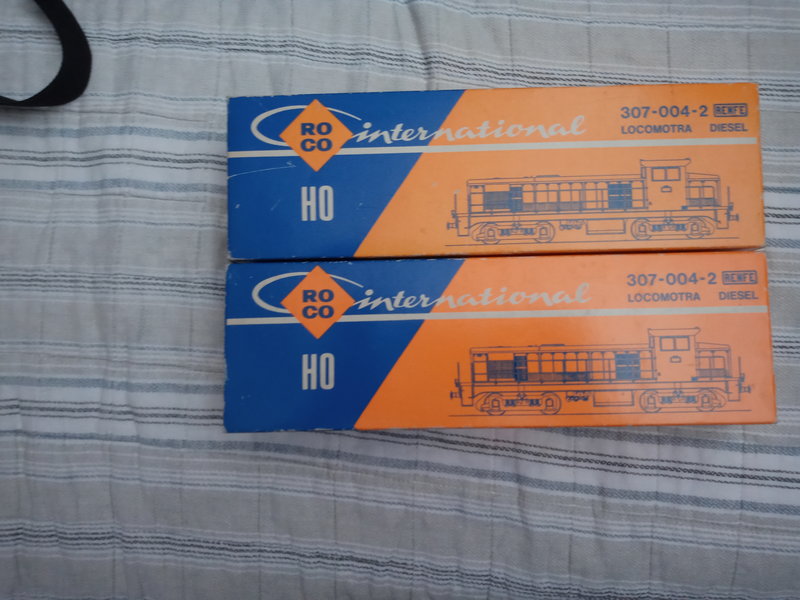 RO
CO
international
307-004-2 RENFE
LOCOMOTRA DIESEL
HO
RO
CO
international
307-004-2 RENFE
LOCOMOTRA DIESEL
HO